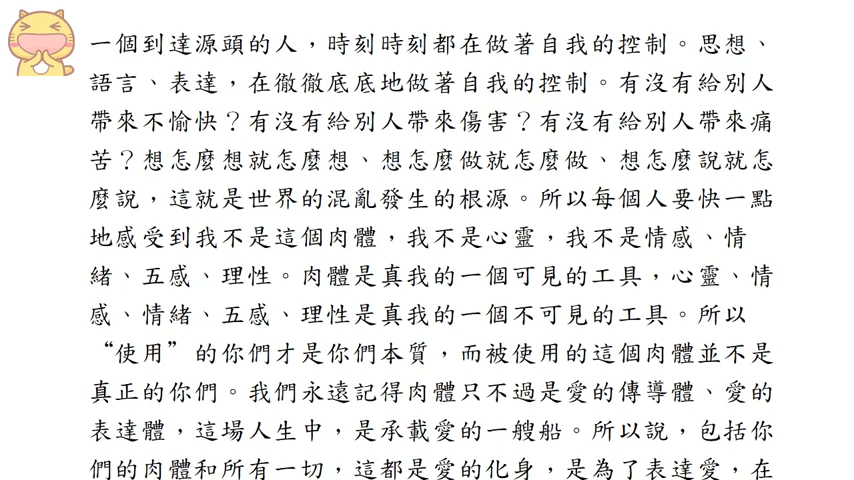 一個到達源頭的人，時刻時刻都在做著自我的控制。思想、
語言、表達，在徹徹底底地做著自我的控制。有沒有給別人
帶來不愉快？有沒有給別人帶來傷害？有沒有給別人帶來痛
苦？想怎麼想就怎麼想、想怎麼做就怎麼做、想怎麼說就怎
麼說，這就是世界的混亂發生的根源。所以每個人要快一點
地感受到我不是這個肉體，我不是心靈，我不是情感、情
緒、五感、理性。肉體是真我的一個可見的工具，心靈、情
感、情緒、五感、理性是真我的一個不可見的工具。所以
“使用”的你們才是你們本質，而被使用的這個肉體並不是
真正的你們。我們永遠記得肉體只不過是愛的傳導體、愛的
表達體，這場人生中，是承載愛的一艘船。所以說，包括你
們的肉體和所有一切，這都是愛的化身，是為了表達愛，在